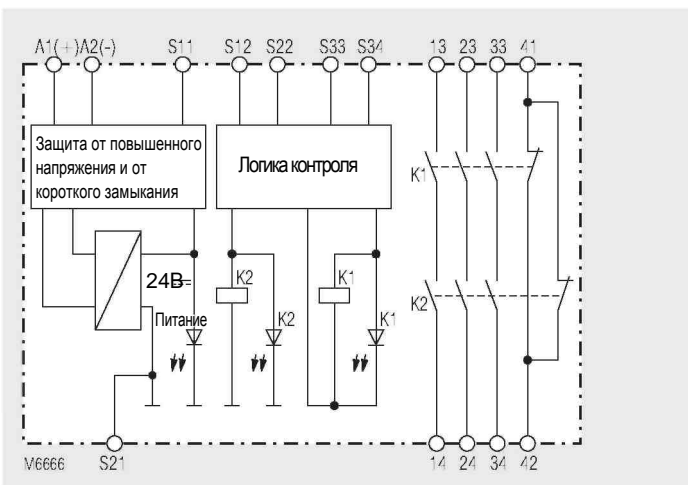 A1(+) A2(-) S11 S12 S22 S33 S34 13 23 33 41
Защита от повышенного
напряжения и от
короткого замыкания
Логика контроля
K1
24В=
K2
K1
K2
Питание
K2
K1
M6666 S21 14 24 34 42